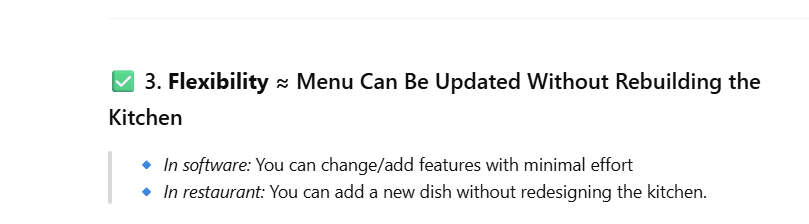 ✅ 3. Flexibility ≈ Menu Can Be Updated Without Rebuilding the
Kitchen
🔹 In software: You can change/add features with minimal effort
🔹 In restaurant: You can add a new dish without redesigning the kitchen.